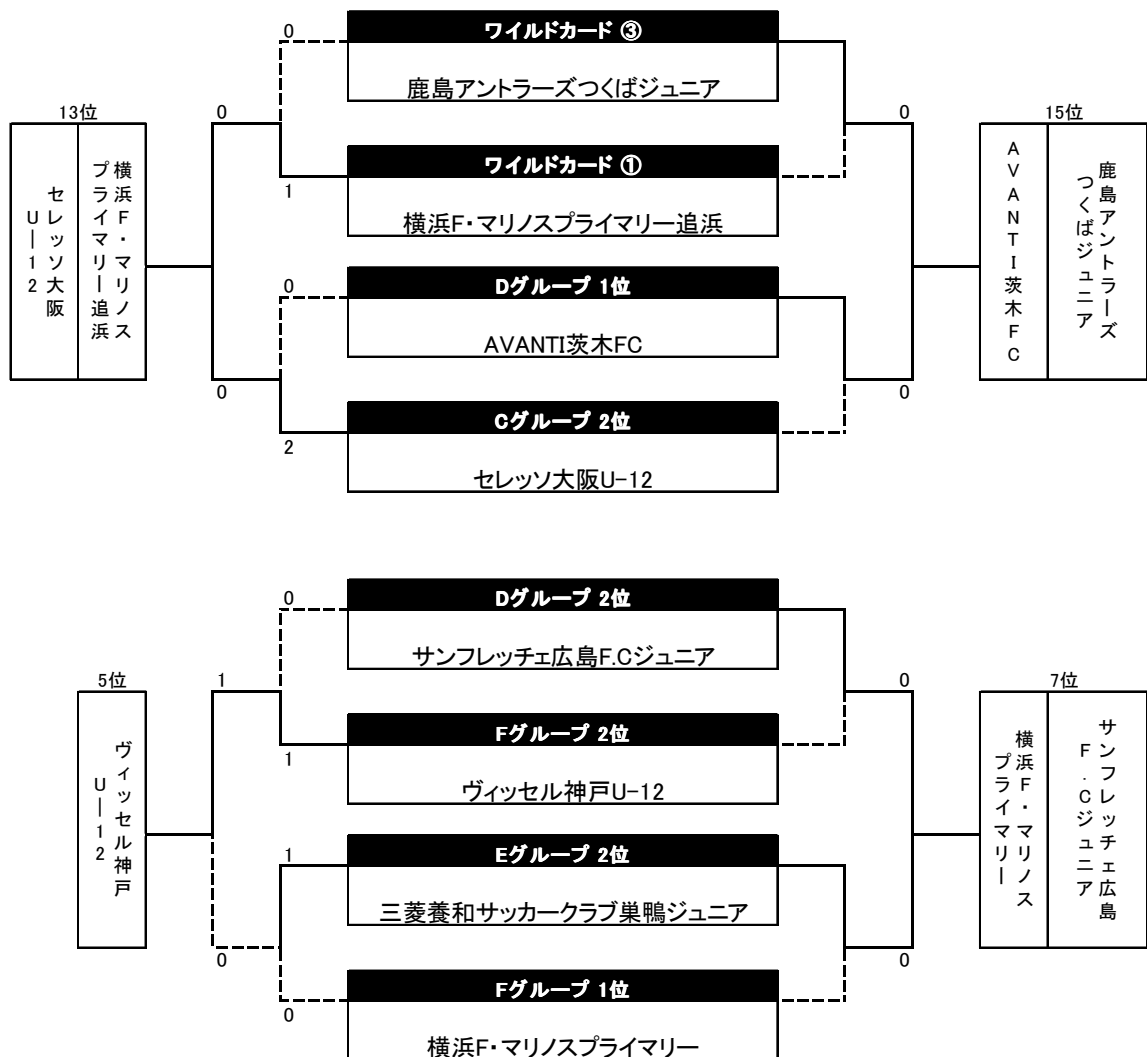 0
ワイルドカード ③
鹿島アントラーズつくばジュニア
13位
0
0
15位
横浜F・マリノス
プライマリー追浜
セレッソ大阪
U－12
ワイルドカード ①
1
横浜F・マリノスプライマリー追浜
鹿島アントラーズ
つくばジュニア
AVANTI茨木FC
0
Dグループ 1位
AVANTI茨木FC
0
0
Cグループ 2位
2
セレッソ大阪U-12
0
Dグループ 2位
サンフレッチェ広島F.Cジュニア
5位
1
0
7位
ヴィッセル神戸
U－12
Fグループ 2位
1
ヴィッセル神戸U-12
サンフレッチェ広島
F.Cジュニア
横浜F・マリノス
プライマリー
1
Eグループ 2位
三菱養和サッカークラブ巣鴨ジュニア
0
0
Fグループ 1位
0
横浜F・マリノスプライマリー